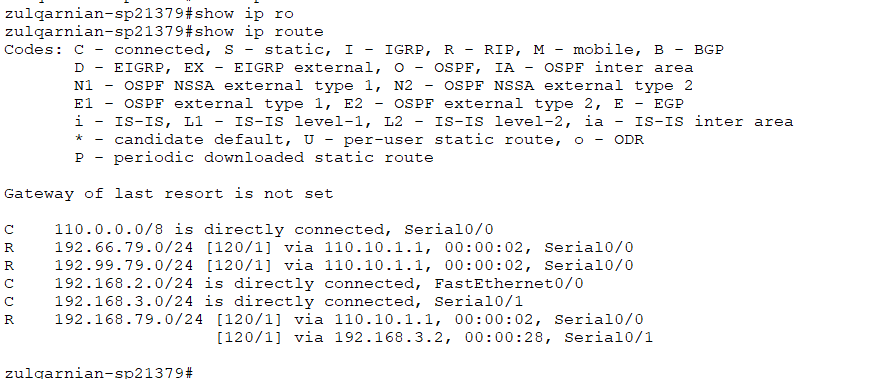 zulqarnian-sp21379#show ip ro
zulqarnian-sp21379#show ip route
Codes: C - connected, S - static, I - IGRP, R - RIP, M - mobile, B - BGP
       D - EIGRP, EX - EIGRP external, O - OSPF, IA - OSPF inter area
       N1 - OSPF NSSA external type 1, N2 - OSPF NSSA external type 2
       E1 - OSPF external type 1, E2 - OSPF external type 2, E - EGP
       i - IS-IS, L1 - IS-IS level-1, L2 - IS-IS level-2, ia - IS-IS inter area
       * - candidate default, U - per-user static route, o - ODR
       P - periodic downloaded static route

Gateway of last resort is not set

C    110.0.0.0/8 is directly connected, Serial0/0
R    192.66.79.0/24 [120/1] via 110.10.1.1, 00:00:02, Serial0/0
R    192.99.79.0/24 [120/1] via 110.10.1.1, 00:00:02, Serial0/0
C    192.168.2.0/24 is directly connected, FastEthernet0/0
C    192.168.3.0/24 is directly connected, Serial0/1
R    192.168.79.0/24 [120/1] via 110.10.1.1, 00:00:02, Serial0/0
                     [120/1] via 192.168.3.2, 00:00:28, Serial0/1

zulqarnian-sp21379#